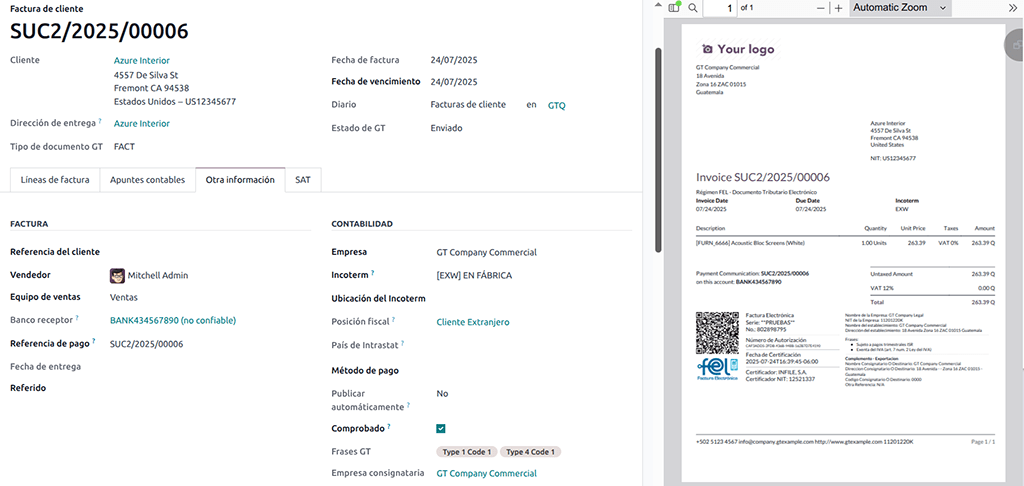 Factura de cliente
SUC2/2025/00006
Cliente Azure Interior
4557 De Silva St
Fremont CA 94538
Estados Unidos – US12345677
Dirección de entrega ? Azure Interior
Tipo de documento GT FACT
Fecha de factura 24/07/2025
Fecha de vencimiento 24/07/2025
Diario Facturas de cliente en GTQ
Estado de GT Enviado
Líneas de factura Apuntes contables Otra información SAT
FACTURA
Referencia del cliente
Vendedor Mitchell Admin
Equipo de ventas Ventas
Banco receptor ? BANK434567890 (no confiable)
Referencia de pago ? SUC2/2025/00006
Fecha de entrega
Referido
CONTABILIDAD
Empresa GT Company Commercial
Incoterm ? [EXW] EN FÁBRICA
Ubicación del Incoterm
Posición fiscal ? Cliente Extranjero
País de Intrastat ?
Método de pago
Publicar No
automáticamente ?
Comprobado ?
Frases GT Type 1 Code 1 Type 4 Code 1
Empresa consignataria GT Company Commercial
1 of 1 Automatic Zoom
Your logo
GT Company Commercial
18 Avenida
Zona 16 ZAC 01015
Guatemala
Azure Interior
4557 De Silva St
Fremont CA 94538
United States
NIT: US12345677
Invoice SUC2/2025/00006
Régimen FEL - Documento Tributario Electrónico
Invoice Date Due Date Incoterm
07/24/2025 07/24/2025 EXW
Description Quantity Unit Price Taxes Amount
[FURN_6666] Acoustic Bloc Screens (White) 1.00 Units 263.39 VAT 0% 263.39 Q
Payment Communication: SUC2/2025/00006
on this account: BANK434567890
Untaxed Amount 263.39 Q
VAT 12% 0.00 Q
Total 263.39 Q
Factura Electrónica
Serie: **PRUEBAS**
No.: 802898795
Número de Autorización
Fecha de Certificación
2025-07-24T16:39:45-06:00
Certificador: INFILE, S.A.
Certificador NIT: 12521337
fel
Factura Electrónica
Nombre de la Empresa: GT Company Legal
NIT de la Empresa: 11201220K
Nombre del establecimiento: GT Company Commercial
Dirección del establecimiento: 18 Avenida Zona 16 ZAC 01015 Guatemala
Frases:
Sujeto a pagos trimestrales ISR
Exenta del IVA (art. 7 num. 2 Ley del IVA)
Complemento - Exportacion
Nombre Consignatario O Destinatario: GT Company Commercial
Direccion Consignatario O Destinatario: 18 Avenida - - Zona 16 ZAC 01015 -
Guatemala
Codigo Consignatario O Destinatario: 0000
Otra Referencia: N/A
+502 5123 4567 info@company.gtexample.com http://www.gtexample.com 11201220K Page 1 / 1